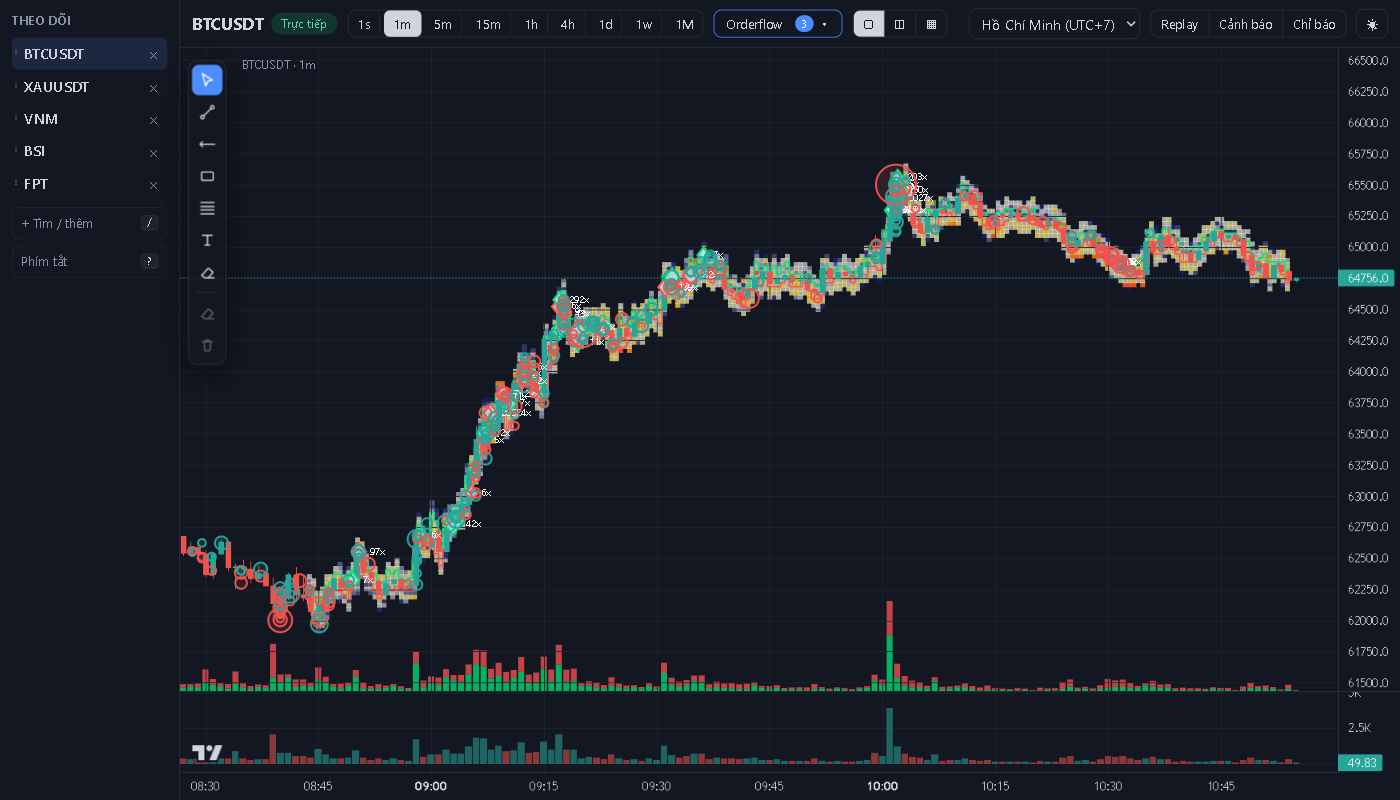 THEO DÕI
BTCUSDT ×
XAUUSDT ×
VNM ×
BSI ×
FPT ×
+ Tìm / thêm /
Phím tắt ?
BTCUSDT Trực tiếp 1s 1m 5m 15m 1h 4h 1d 1w 1M Orderflow 3 Hồ Chí Minh (UTC+7) Replay Cảnh báo Chỉ báo
BTCUSDT · 1m
T
66500.0
66250.0
66000.0
65750.0
65500.0
65250.0
65000.0
64756.0
64500.0
64250.0
64000.0
63750.0
63500.0
63250.0
63000.0
62750.0
62500.0
62250.0
62000.0
61750.0
61500.0
2.5K
49.83
292x
42x
97x
7x
6x
08:30 08:45 09:00 09:15 09:30 09:45 10:00 10:15 10:30 10:45